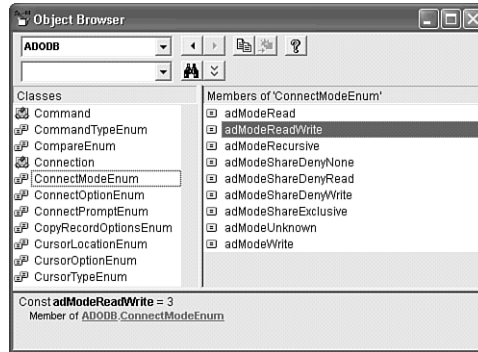 Object Browser
ADODB
Classes
Command
CommandTypeEnum
CompareEnum
Connection
ConnectModeEnum
ConnectOptionEnum
ConnectPromptEnum
CopyRecordOptionsEnum
CursorLocationEnum
CursorOptionEnum
CursorTypeEnum
Members of 'ConnectModeEnum'
adModeRead
adModeReadWrite
adModeRecursive
adModeShareDenyNone
adModeShareDenyRead
adModeShareDenyWrite
adModeShareExclusive
adModeUnknown
adModeWrite
Const adModeReadWrite = 3
Member of ADODB.ConnectModeEnum